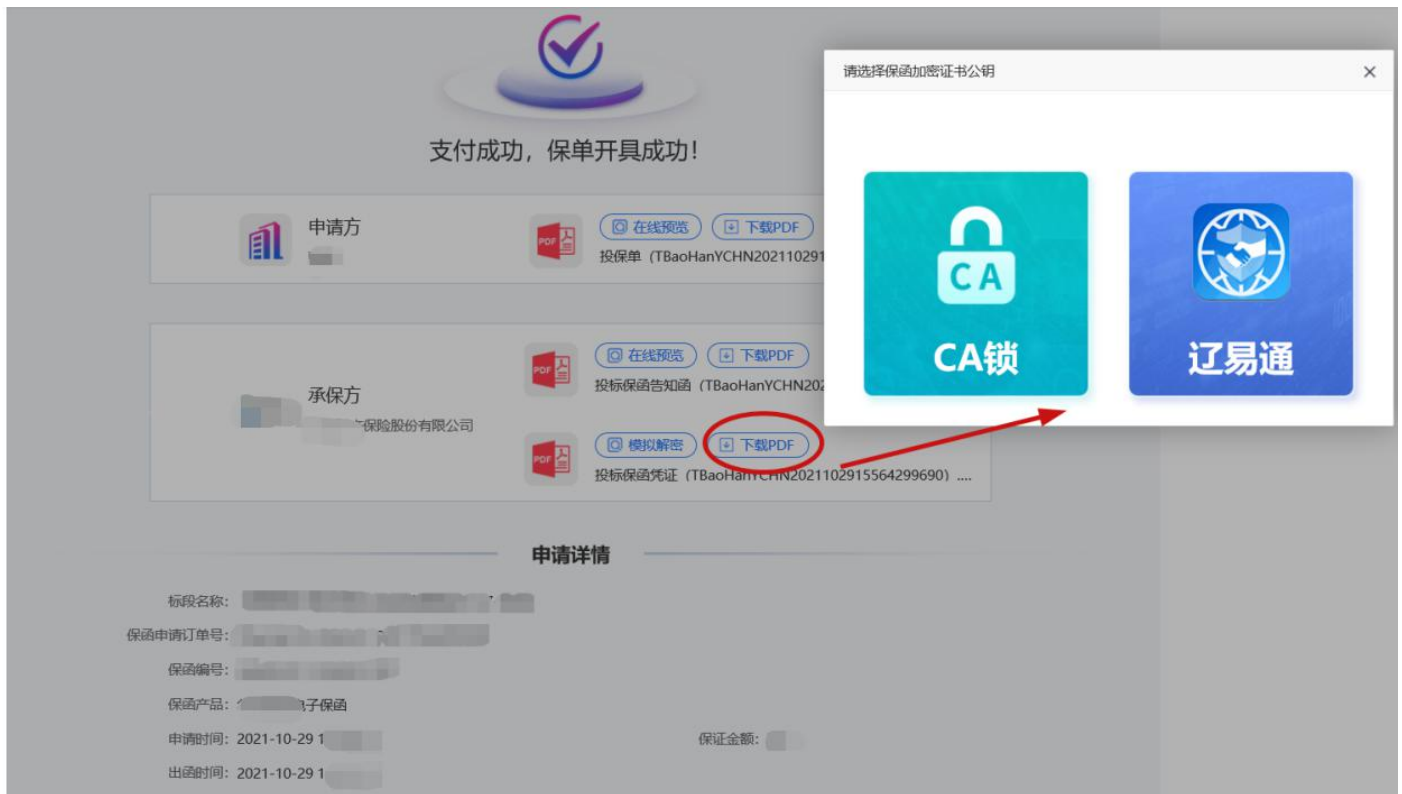 请选择保函加密证书公钥
支付成功，保单开具成功！
申请方
PDF
在线预览
下载PDF
投保单（TBaoHanYCHN202110291
CA
CA锁
辽易通
承保方
保险股份有限公司
PDF
在线预览
下载PDF
投标保函告知函（TBaoHanYCHN202
PDF
模拟解密
下载PDF
投标保函凭证（TBaoHanYCHN2021102915564299690）....
申请详情
标段名称：
保函申请订单号：
保函编号：
保函产品： 电子保函
申请时间：2021-10-29 1
保证金额：
出函时间：2021-10-29 1